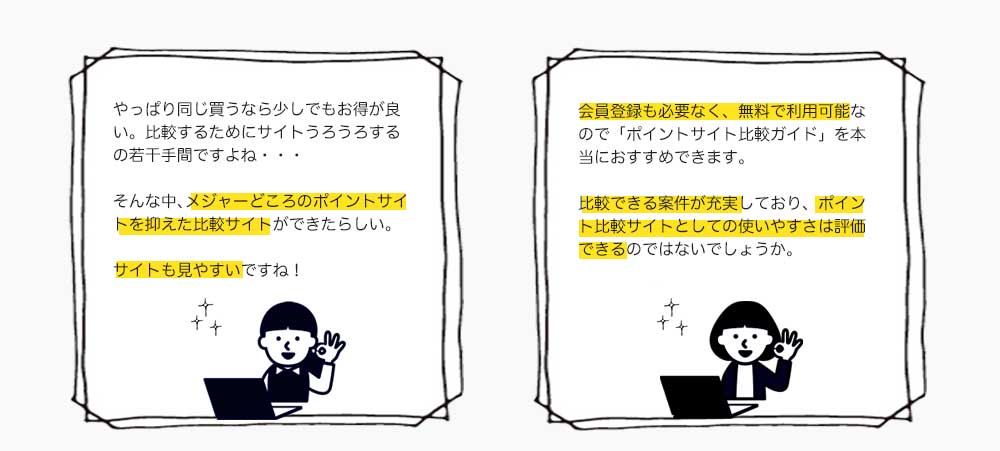 やっぱり同じ買うなら少しでもお得が良
い。比較するためにサイトうろうろする
の若干手間ですよね・・・
そんな中、メジャーどころのポイントサイ
トを抑えた比較サイトができたらしい。
サイトも見やすいですね！
会員登録も必要なく、無料で利用可能な
ので「ポイントサイト比較ガイド」を本
当におすすめできます。
比較できる案件が充実しており、ポイン
ト比較サイトとしての使いやすさは評価
できるのではないでしょうか。